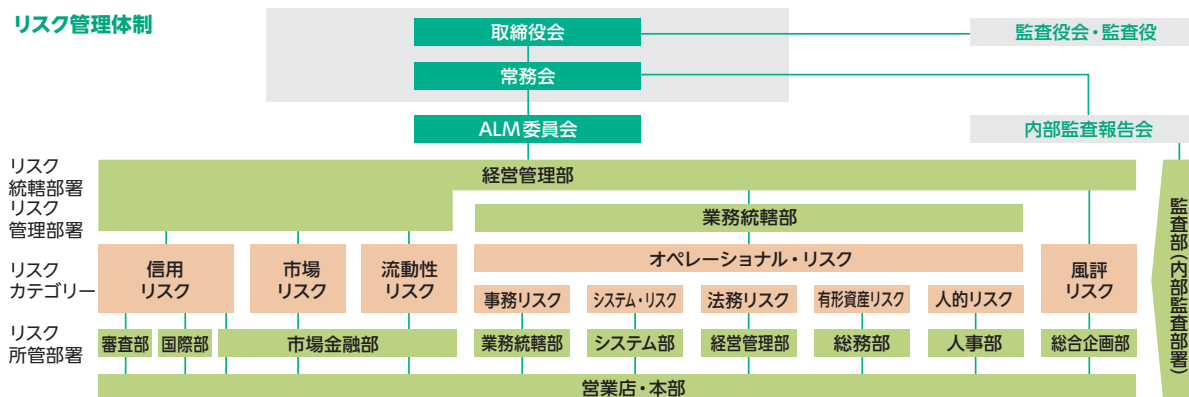 リスク管理体制
取締役会
監査役会・監査役
常務会
ALM委員会
内部監査報告会
リスク
統轄部署
経営管理部
リスク
管理部署
業務統轄部
リスク
カテゴリー
信用
リスク
市場
リスク
流動性
リスク
オペレーショナル・リスク
事務リスク
システム・リスク
法務リスク
有形資産リスク
人的リスク
風評
リスク
リスク
所管部署
審査部
国際部
市場金融部
業務統轄部
システム部
経営管理部
総務部
人事部
総合企画部
営業店・本部
監査部(内部監査部署)